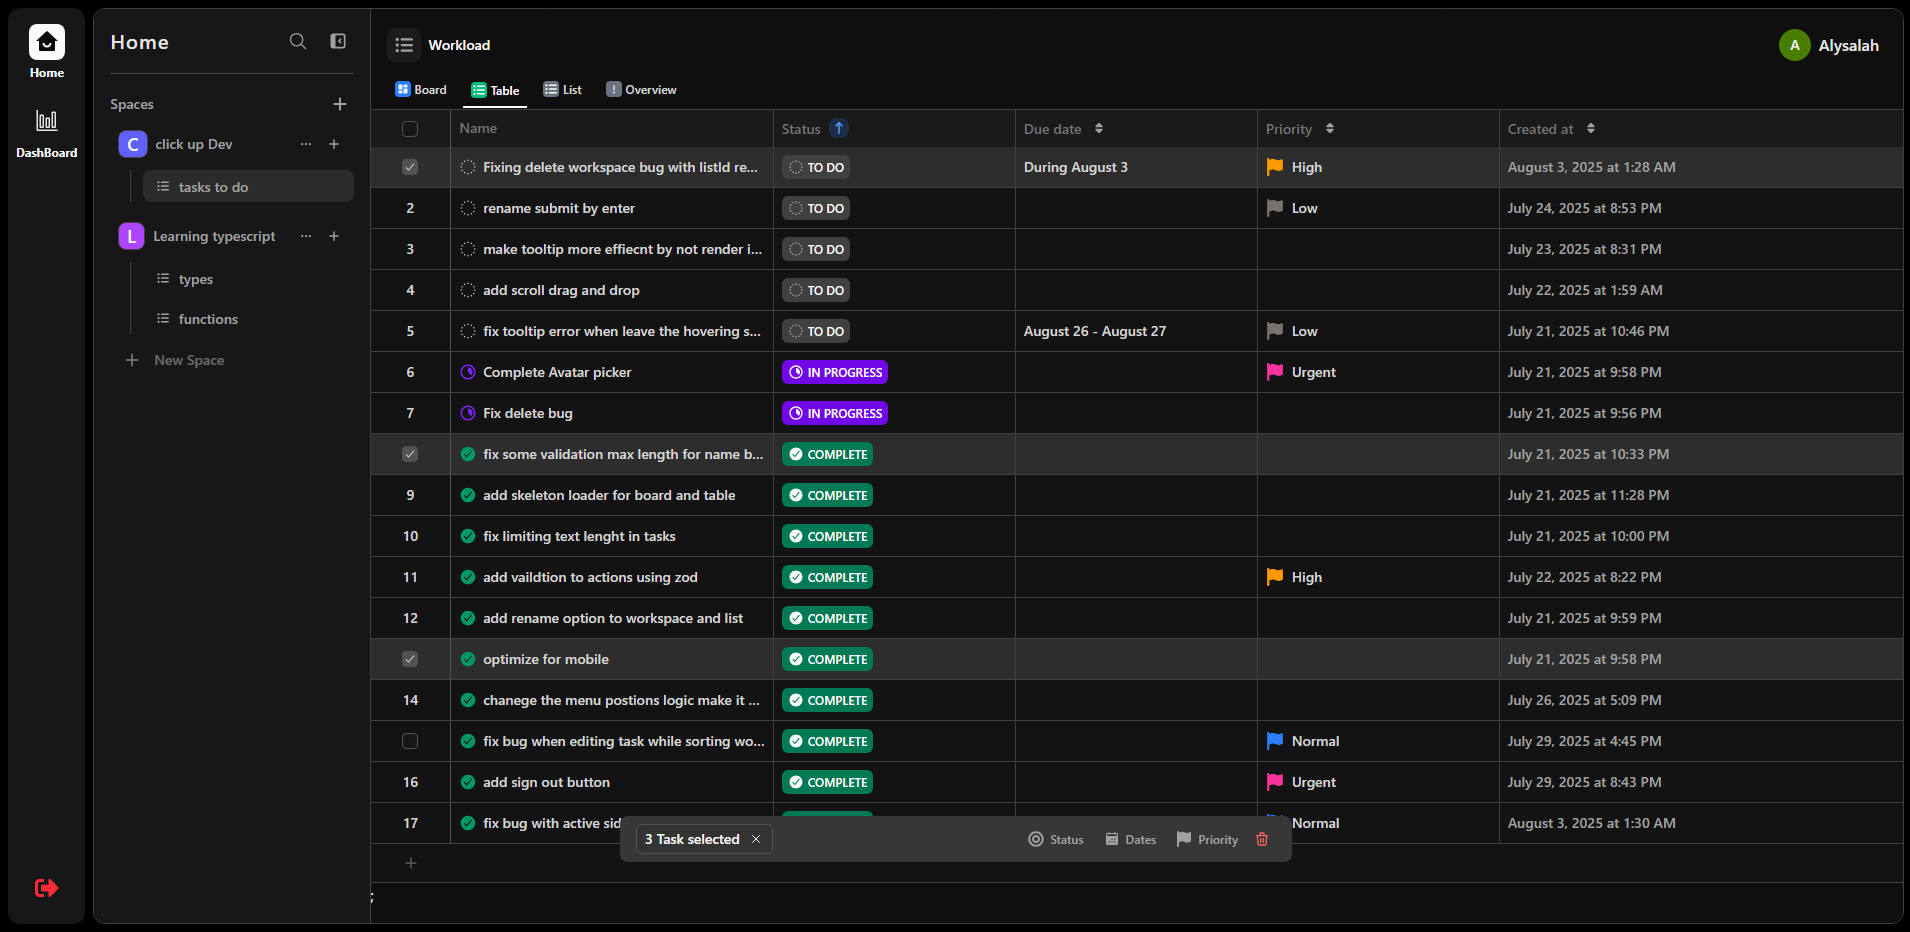 Home
DashBoard
Home
Spaces
C click up Dev
tasks to do
L Learning typescript
types
functions
New Space
Workload
A Alysalah
Board Table List Overview
Name Status Due date Priority Created at
Fixing delete workspace bug with listId re... TO DO During August 3 High August 3, 2025 at 1:28 AM
2 rename submit by enter TO DO Low July 24, 2025 at 8:53 PM
3 make tooltip more effiecnt by not render i... TO DO July 23, 2025 at 8:31 PM
4 add scroll drag and drop TO DO July 22, 2025 at 1:59 AM
5 fix tooltip error when leave the hovering s... TO DO August 26 - August 27 Low July 21, 2025 at 10:46 PM
6 Complete Avatar picker IN PROGRESS Urgent July 21, 2025 at 9:58 PM
7 Fix delete bug IN PROGRESS July 21, 2025 at 9:56 PM
fix some validation max length for name b... COMPLETE July 21, 2025 at 10:33 PM
9 add skeleton loader for board and table COMPLETE July 21, 2025 at 11:28 PM
10 fix limiting text lenght in tasks COMPLETE July 21, 2025 at 10:00 PM
11 add vaildtion to actions using zod COMPLETE High July 22, 2025 at 8:22 PM
12 add rename option to workspace and list COMPLETE July 21, 2025 at 9:59 PM
optimize for mobile COMPLETE July 21, 2025 at 9:58 PM
14 chanege the menu postions logic make it ... COMPLETE July 26, 2025 at 5:09 PM
fix bug when editing task while sorting wo... COMPLETE Normal July 29, 2025 at 4:45 PM
16 add sign out button COMPLETE Urgent July 29, 2025 at 8:43 PM
17 fix bug with active sid Normal August 3, 2025 at 1:30 AM
3 Task selected Status Dates Priority
;